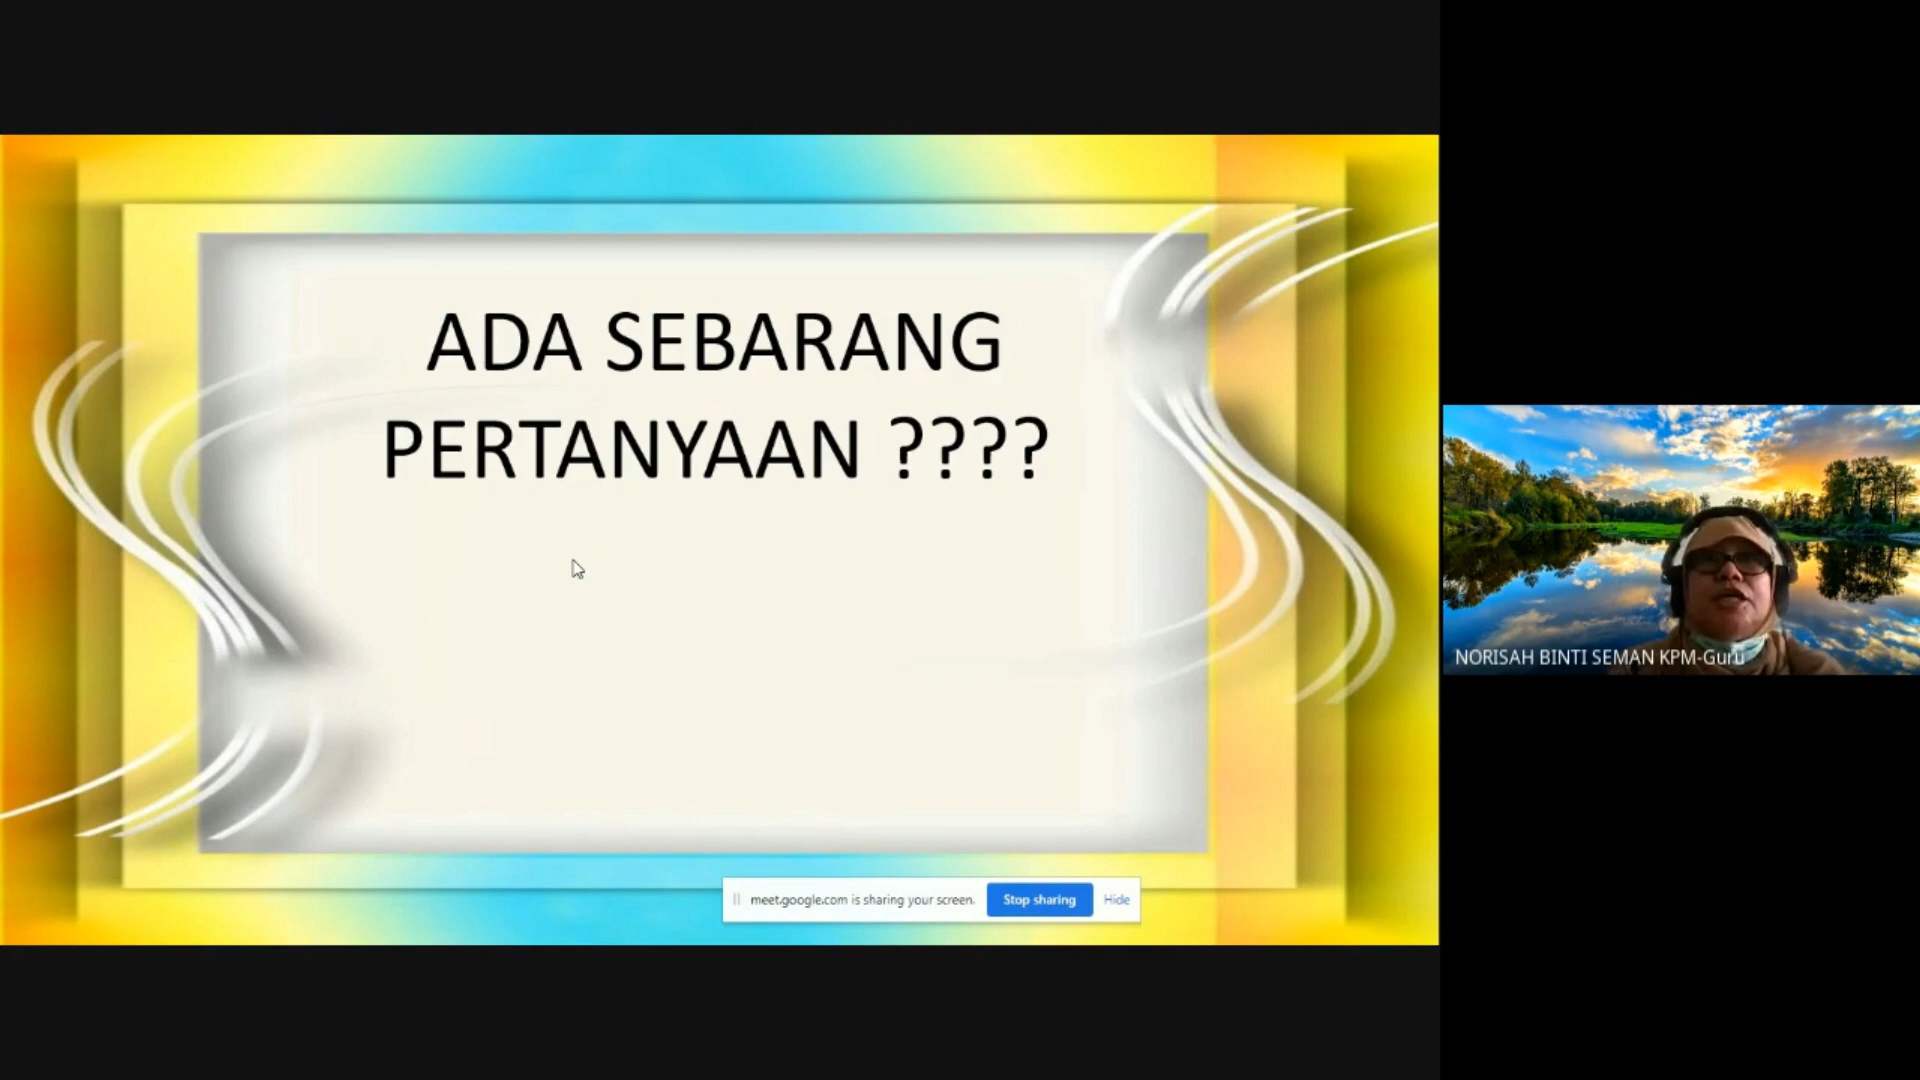 ADA SEBARANG
PERTANYAAN ????
NORISAH BINTI SEMAN KPM-Guru
meet.google.com is sharing your screen.
Stop sharing
Hide